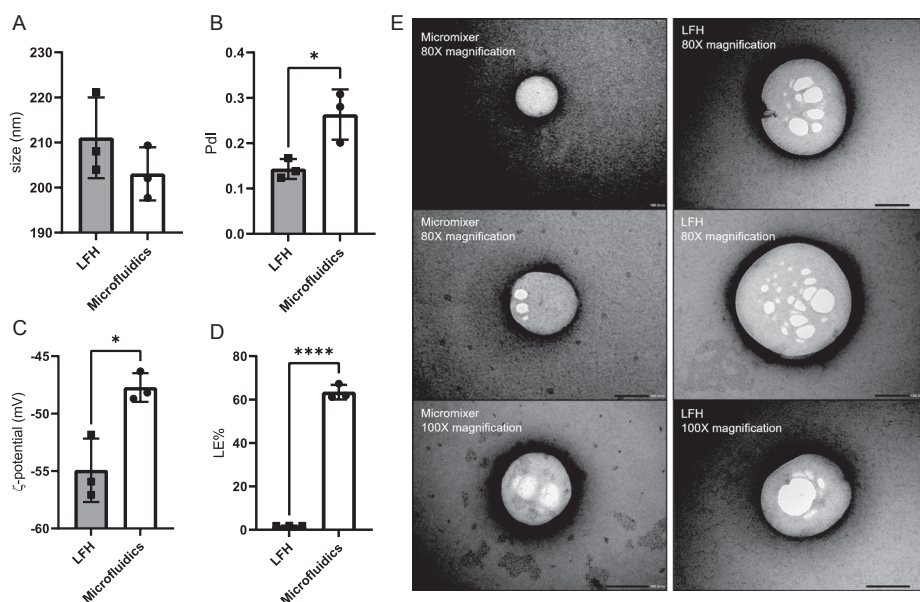 A
230
220
210
200
190
size (nm)
LFH
Microfluidics
B
0.4
0.3
0.2
0.1
0.0
PdI
*
LFH
Microfluidics
C
-45
-50
-55
-60
ζ-potential (mV)
*
LFH
Microfluidics
D
80
60
40
20
0
LE%
****
LFH
Microfluidics
E
Micromixer
80X magnification
LFH
80X magnification
Micromixer
80X magnification
LFH
80X magnification
Micromixer
100X magnification
LFH
100X magnification